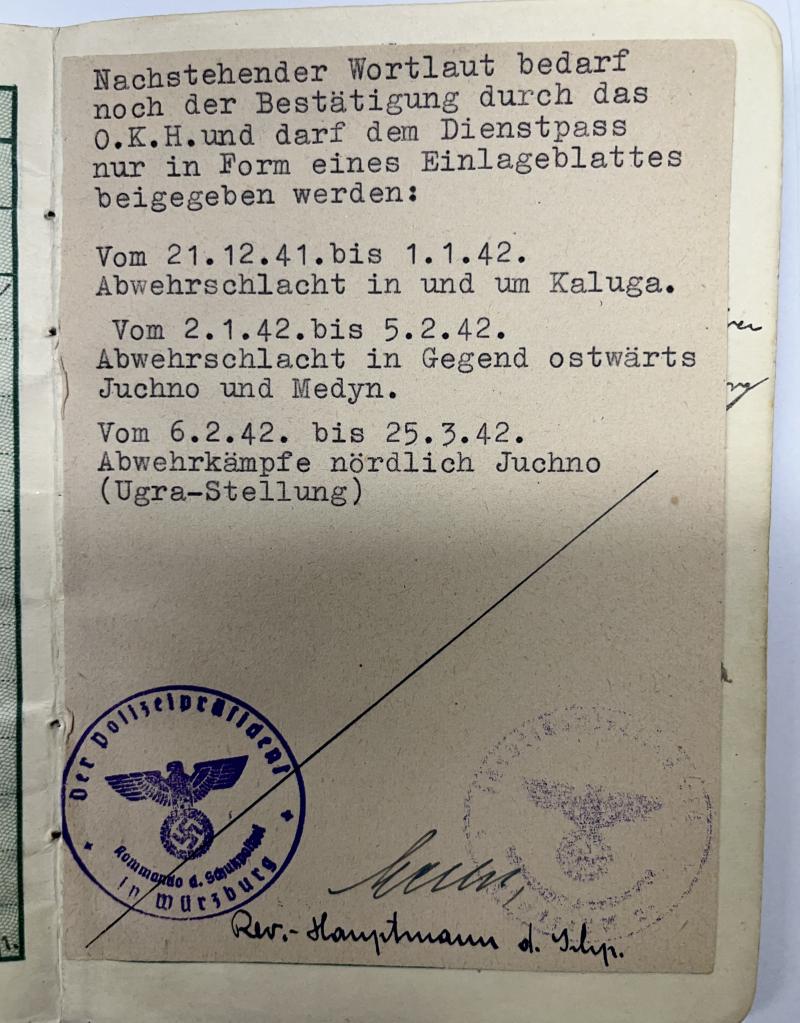 Nachstehender Wortlaut bedarf
noch der Bestätigung durch das
O.K.H.und darf dem Dienstpass
nur in Form eines Einlageblattes
beigegeben werden:
Vom 21.12.41.bis 1.1.42.
Abwehrschlacht in und um Kaluga.
Vom 2.1.42.bis 5.2.42.
Abwehrschlacht in Gegend ostwärts
Juchno und Medyn.
Vom 6.2.42. bis 25.3.42.
Abwehrkämpfe nördlich Juchno
(Ugra-Stellung)
Der Polizeipräsident
Kommando d. Schutzpolizei
in Würzburg
Rev.-Hauptmann d. Schp.